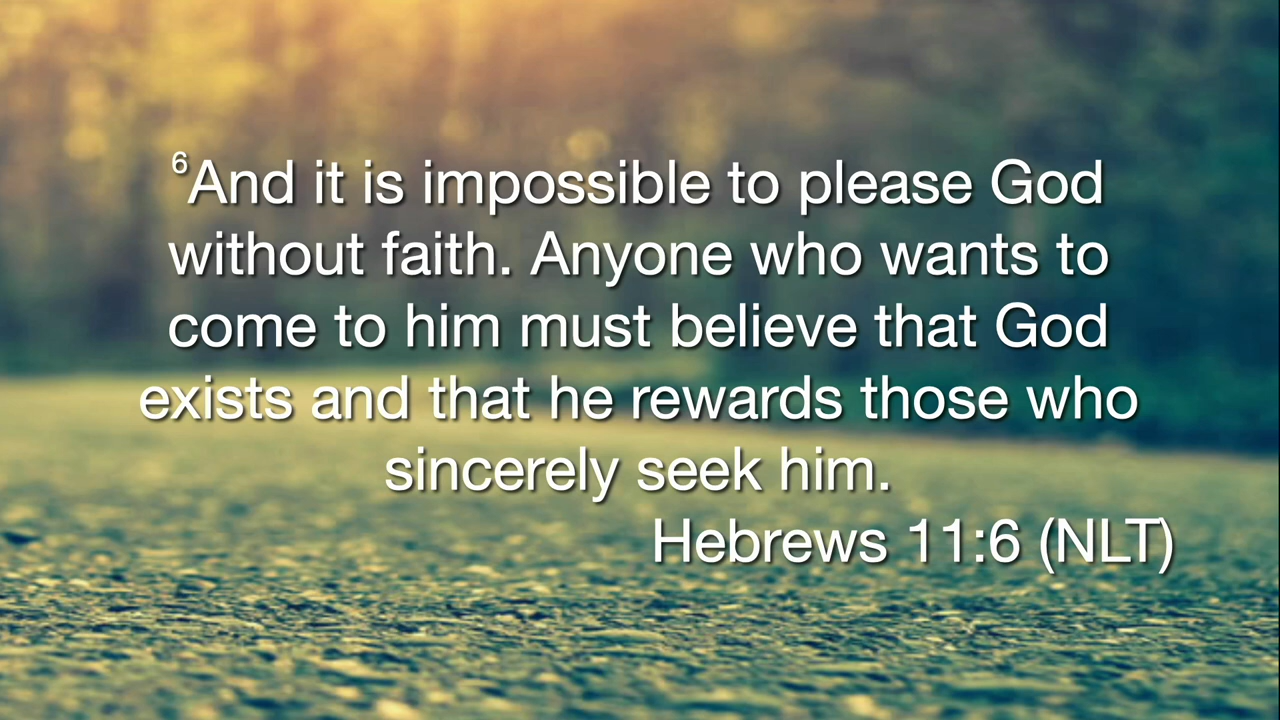 ⁶And it is impossible to please God
without faith. Anyone who wants to
come to him must believe that God
exists and that he rewards those who
sincerely seek him.
Hebrews 11:6 (NLT)